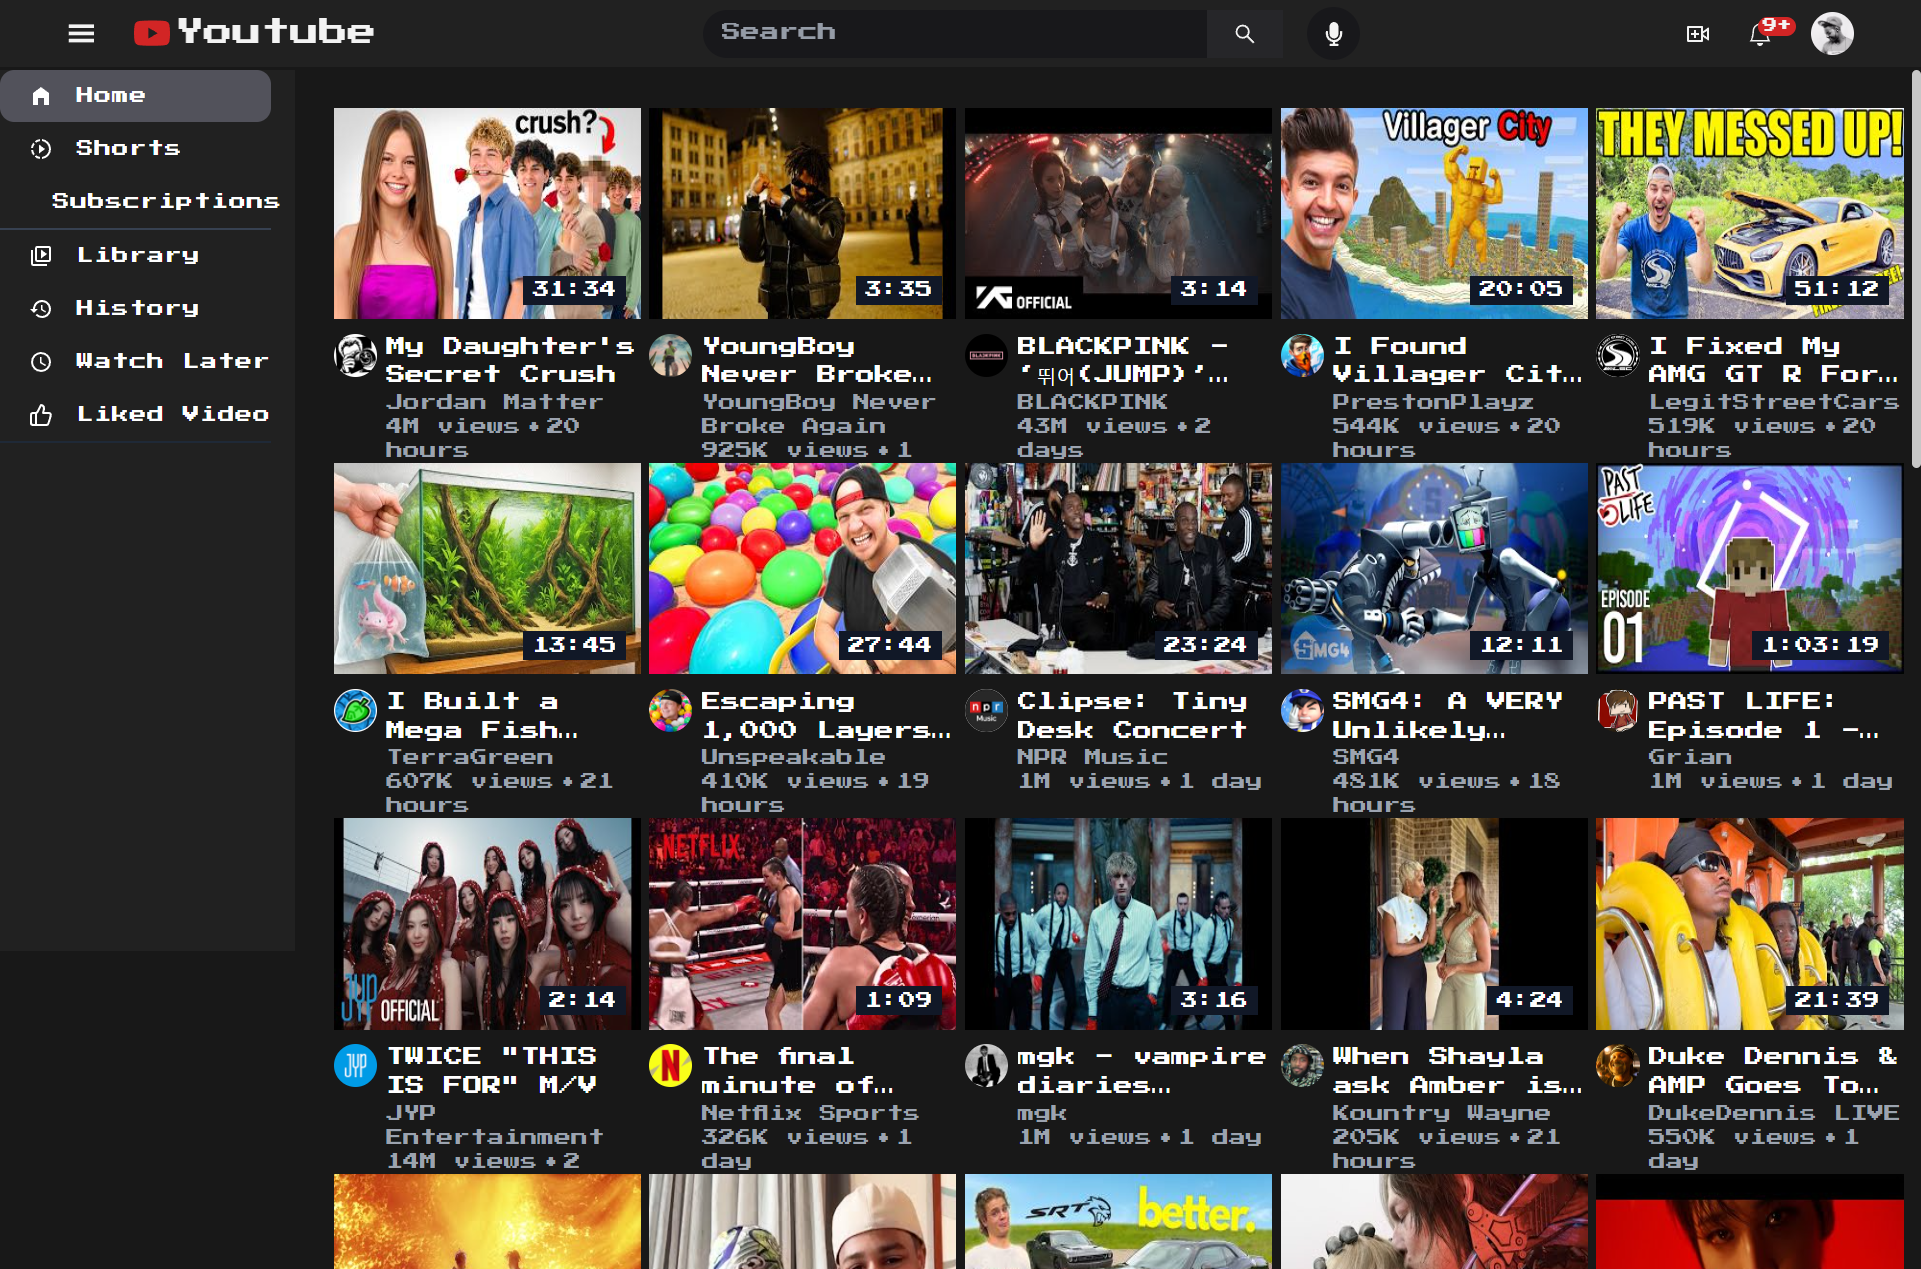 Youtube
Search
9+
Home
Shorts
Subscriptions
Library
History
Watch Later
Liked Video
crush?
31:34
3:35
YG OFFICIAL
3:14
Villager City
20:05
THEY MESSED UP!
51:12
My Daughter's
Secret Crush
Jordan Matter
4M views•20
hours
YoungBoy
Never Broke...
YoungBoy Never
Broke Again
925K views•1
BLACKPINK
BLACKPINK –
‘뛰어(JUMP)’...
BLACKPINK
43M views•2
days
I Found
Villager Cit...
PrestonPlayz
544K views•20
hours
I Fixed My
AMG GT R For...
LegitStreetCars
519K views•20
hours
13:45
27:44
23:24
SMG4
12:11
PAST
LIFE
EPISODE
01
1:03:19
I Built a
Mega Fish...
TerraGreen
607K views•21
hours
Escaping
1,000 Layers...
Unspeakable
410K views•19
hours
npr
Music
Clipse: Tiny
Desk Concert
NPR Music
1M views•1 day
SMG4: A VERY
Unlikely...
SMG4
481K views•18
hours
PAST LIFE:
Episode 1 -...
Grian
1M views•1 day
JYP OFFICIAL
2:14
NETFLIX
1:09
3:16
4:24
21:39
JYP
TWICE "THIS
IS FOR" M/V
JYP
Entertainment
14M views•2
N
The final
minute of...
Netflix Sports
326K views•1
day
mgk - vampire
diaries...
mgk
1M views•1 day
When Shayla
ask Amber is...
Kountry Wayne
205K views•21
hours
Duke Dennis &
AMP Goes To...
DukeDennis LIVE
550K views•1
day
SRT
better.